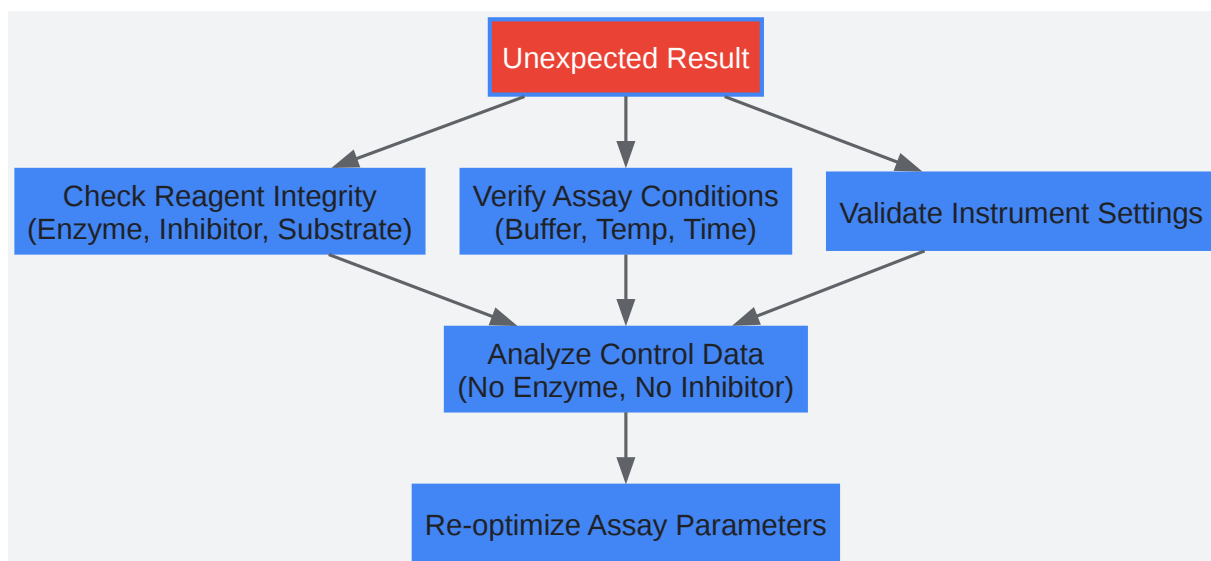 Unexpected Result
Check Reagent Integrity
(Enzyme, Inhibitor, Substrate)
Verify Assay Conditions
(Buffer, Temp, Time)
Validate Instrument Settings
Analyze Control Data
(No Enzyme, No Inhibitor)
Re-optimize Assay Parameters